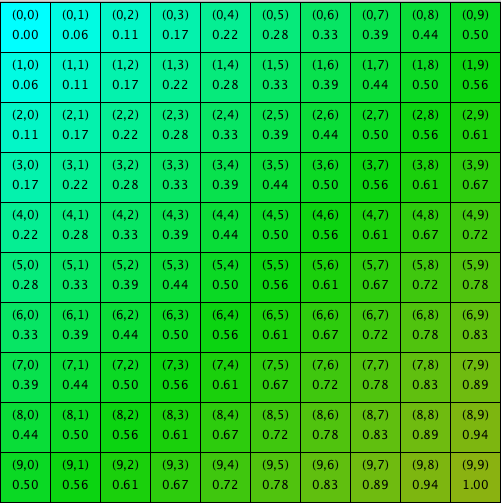 (0,0) (0,1) (0,2) (0,3) (0,4) (0,5) (0,6) (0,7) (0,8) (0,9)
0.00 0.06 0.11 0.17 0.22 0.28 0.33 0.39 0.44 0.50
(1,0) (1,1) (1,2) (1,3) (1,4) (1,5) (1,6) (1,7) (1,8) (1,9)
0.06 0.11 0.17 0.22 0.28 0.33 0.39 0.44 0.50 0.56
(2,0) (2,1) (2,2) (2,3) (2,4) (2,5) (2,6) (2,7) (2,8) (2,9)
0.11 0.17 0.22 0.28 0.33 0.39 0.44 0.50 0.56 0.61
(3,0) (3,1) (3,2) (3,3) (3,4) (3,5) (3,6) (3,7) (3,8) (3,9)
0.17 0.22 0.28 0.33 0.39 0.44 0.50 0.56 0.61 0.67
(4,0) (4,1) (4,2) (4,3) (4,4) (4,5) (4,6) (4,7) (4,8) (4,9)
0.22 0.28 0.33 0.39 0.44 0.50 0.56 0.61 0.67 0.72
(5,0) (5,1) (5,2) (5,3) (5,4) (5,5) (5,6) (5,7) (5,8) (5,9)
0.28 0.33 0.39 0.44 0.50 0.56 0.61 0.67 0.72 0.78
(6,0) (6,1) (6,2) (6,3) (6,4) (6,5) (6,6) (6,7) (6,8) (6,9)
0.33 0.39 0.44 0.50 0.56 0.61 0.67 0.72 0.78 0.83
(7,0) (7,1) (7,2) (7,3) (7,4) (7,5) (7,6) (7,7) (7,8) (7,9)
0.39 0.44 0.50 0.56 0.61 0.67 0.72 0.78 0.83 0.89
(8,0) (8,1) (8,2) (8,3) (8,4) (8,5) (8,6) (8,7) (8,8) (8,9)
0.44 0.50 0.56 0.61 0.67 0.72 0.78 0.83 0.89 0.94
(9,0) (9,1) (9,2) (9,3) (9,4) (9,5) (9,6) (9,7) (9,8) (9,9)
0.50 0.56 0.61 0.67 0.72 0.78 0.83 0.89 0.94 1.00